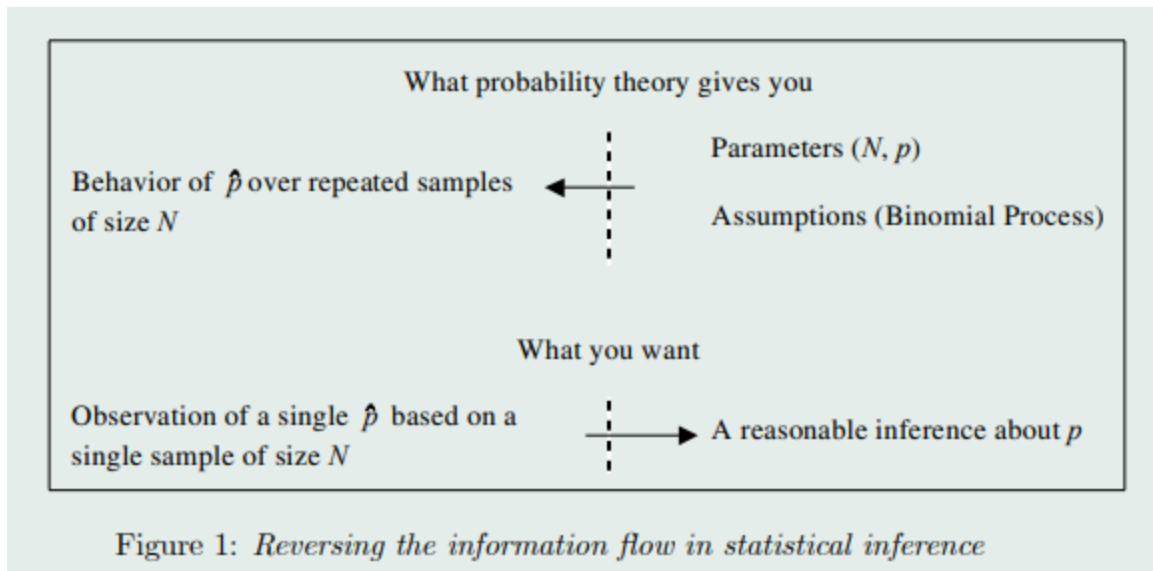 What probability theory gives you
Parameters (N, p)
Behavior of p̂ over repeated samples
of size N
Assumptions (Binomial Process)
What you want
Observation of a single p̂ based on a
single sample of size N
A reasonable inference about p
Figure 1: Reversing the information flow in statistical inference